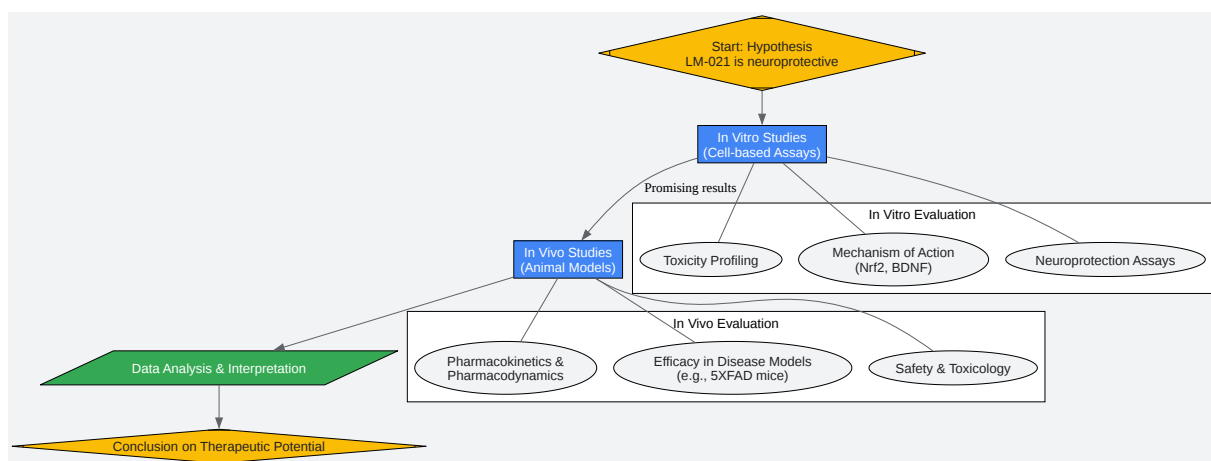 Start: Hypothesis
LM-021 is neuroprotective
In Vitro Studies
(Cell-based Assays)
Promising results
In Vitro Evaluation
Toxicity Profiling
Mechanism of Action
(Nrf2, BDNF)
Neuroprotection Assays
In Vivo Studies
(Animal Models)
In Vivo Evaluation
Pharmacokinetics &
Pharmacodynamics
Efficacy in Disease Models
(e.g., 5XFAD mice)
Safety & Toxicology
Data Analysis & Interpretation
Conclusion on Therapeutic Potential